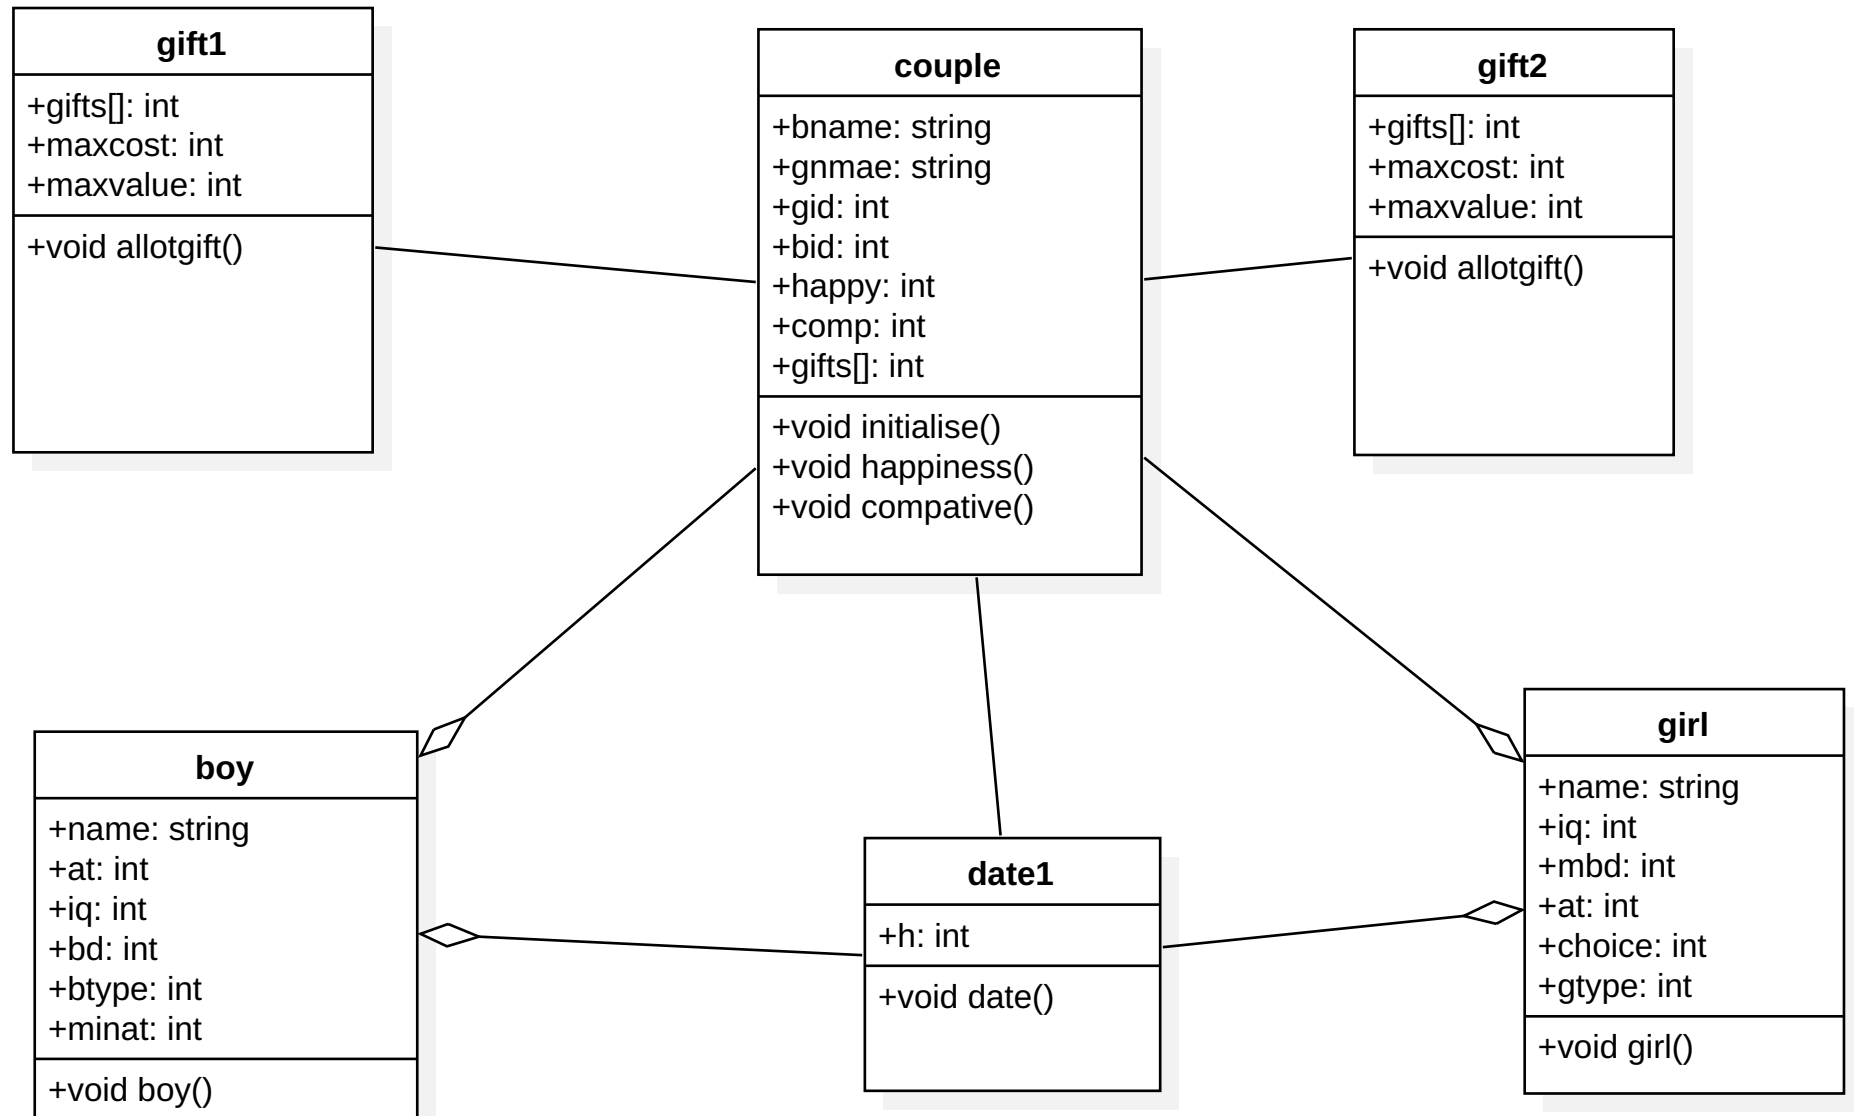 gift1
+gifts[]: int
+maxcost: int
+maxvalue: int
+void allotgift()
couple
+bname: string
+gnmae: string
+gid: int
+bid: int
+happy: int
+comp: int
+gifts[]: int
+void initialise()
+void happiness()
+void compative()
gift2
+gifts[]: int
+maxcost: int
+maxvalue: int
+void allotgift()
boy
+name: string
+at: int
+iq: int
+bd: int
+btype: int
+minat: int
+void boy()
date1
+h: int
+void date()
girl
+name: string
+iq: int
+mbd: int
+at: int
+choice: int
+gtype: int
+void girl()